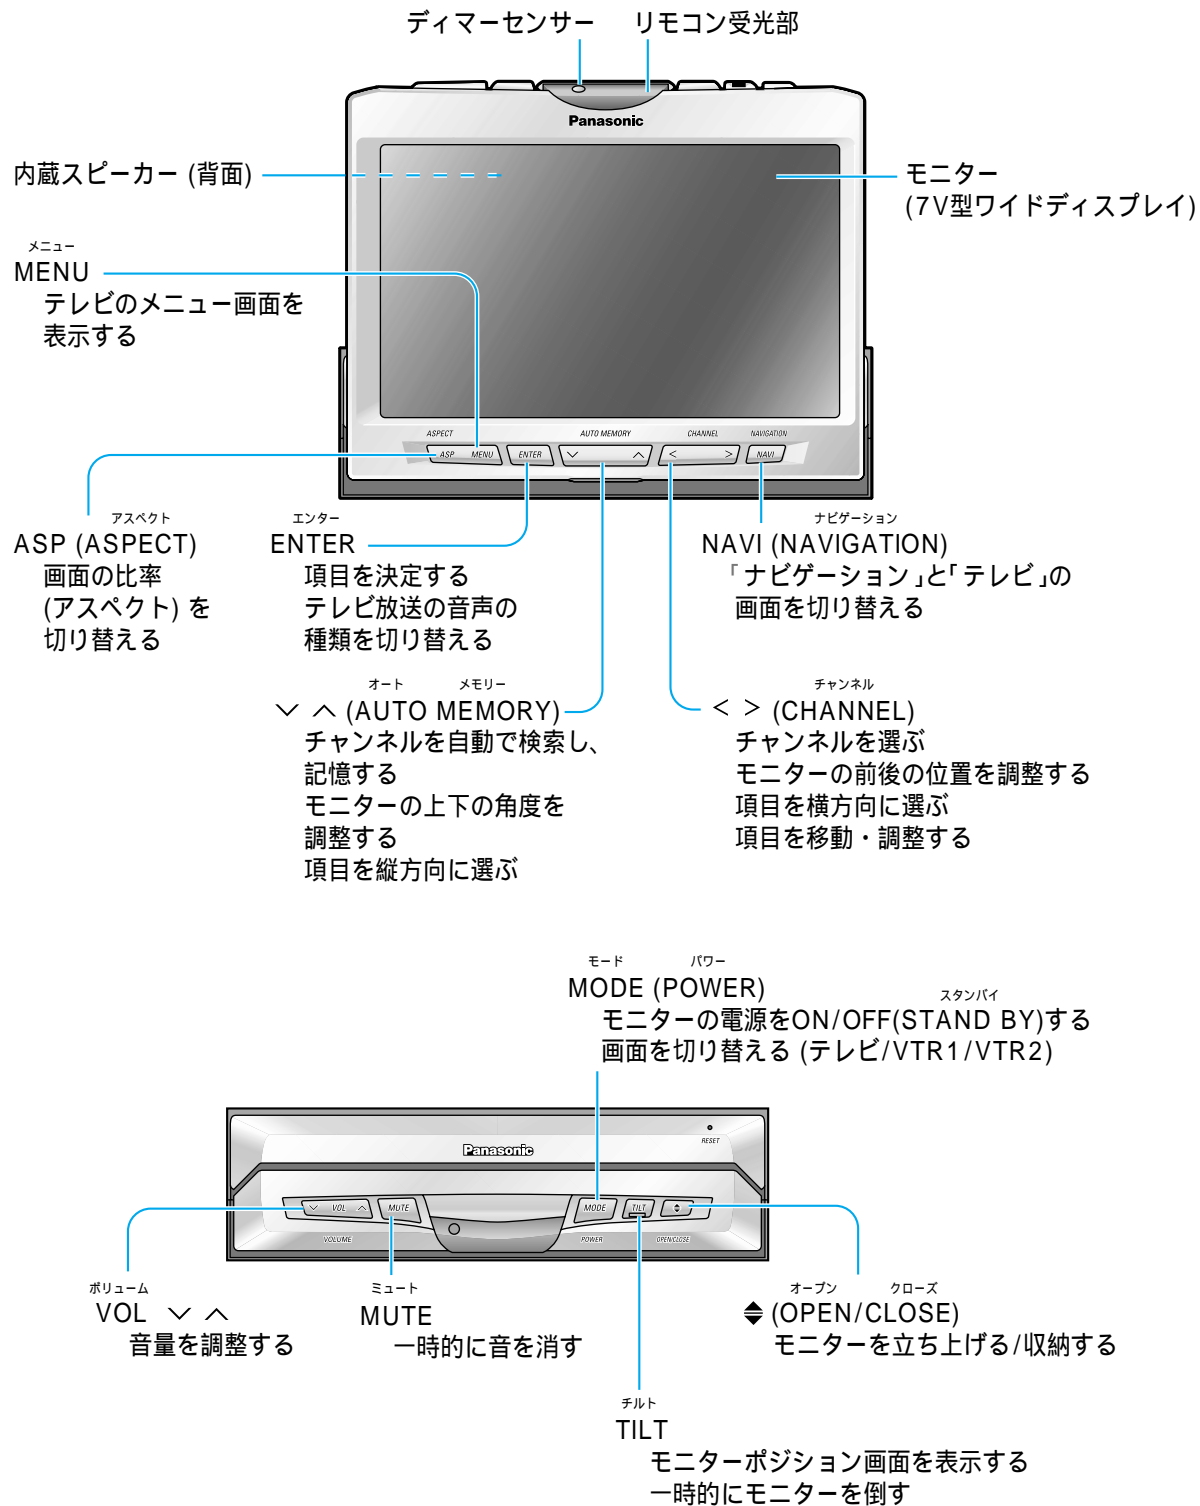 ディマーセンサー リモコン受光部
Panasonic
内蔵スピーカー (背面)
モニター
(7V型ワイドディスプレイ)
メニュー
MENU
テレビのメニュー画面を
表示する
ASPECT AUTO MEMORY CHANNEL NAVIGATION
ASP MENU ENTER ∨ ∧ < > NAVI
アスペクト
ASP (ASPECT)
画面の比率
(アスペクト) を
切り替える
エンター
ENTER
項目を決定する
テレビ放送の音声の
種類を切り替える
ナビゲーション
NAVI (NAVIGATION)
「ナビゲーション」と「テレビ」の
画面を切り替える
オート メモリー
∨ ∧ (AUTO MEMORY)
チャンネルを自動で検索し、
記憶する
モニターの上下の角度を
調整する
項目を縦方向に選ぶ
チャンネル
< > (CHANNEL)
チャンネルを選ぶ
モニターの前後の位置を調整する
項目を横方向に選ぶ
項目を移動・調整する
モード パワー
MODE (POWER)
スタンバイ
モニターの電源をON/OFF(STAND BY)する
画面を切り替える (テレビ/VTR1/VTR2)
RESET
Panasonic
∨ VOL ∧ MUTE MODE TILT
VOLUME POWER OPEN/CLOSE
ボリューム
VOL ∨ ∧
音量を調整する
ミュート
MUTE
一時的に音を消す
オープン クローズ
(OPEN/CLOSE)
モニターを立ち上げる/収納する
チルト
TILT
モニターポジション画面を表示する
一時的にモニターを倒す